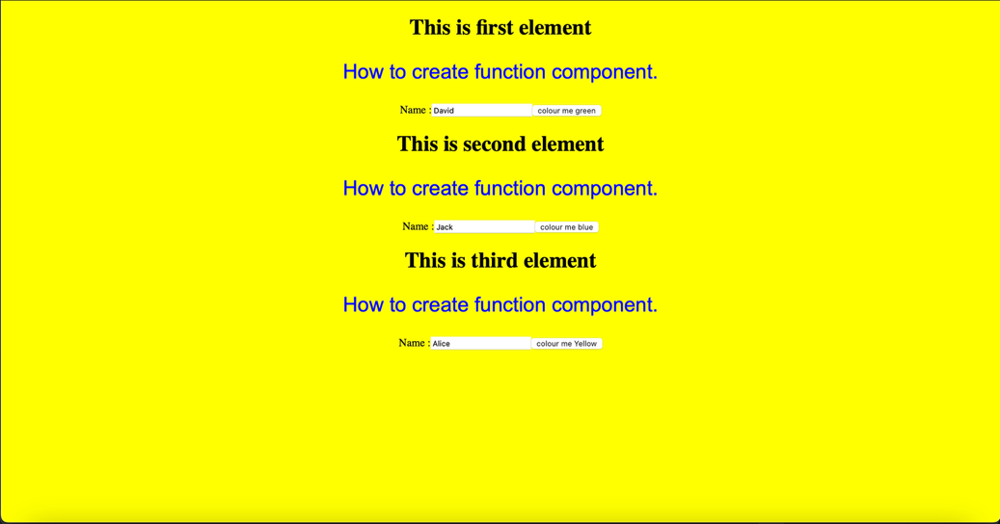 This is first element
How to create function component.
Name : David colour me green
This is second element
How to create function component.
Name : Jack colour me blue
This is third element
How to create function component.
Name : Alice colour me Yellow